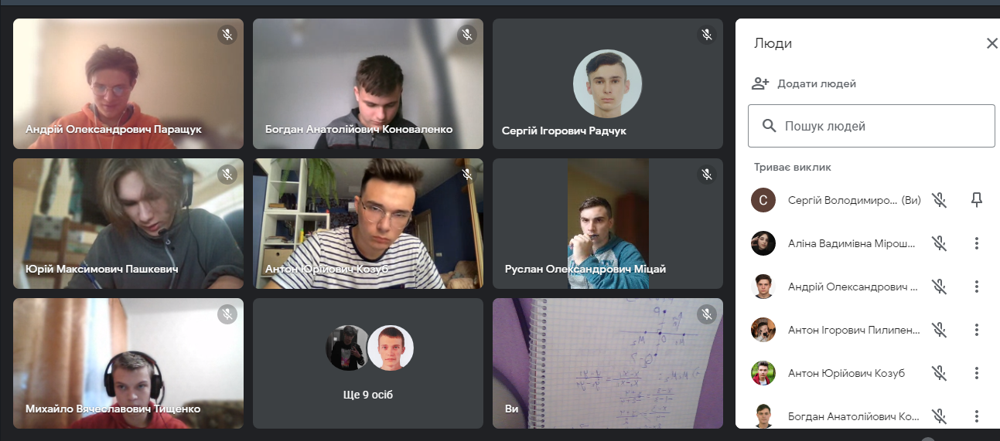 Андрій Олександрович Паращук
Богдан Анатолійович Коноваленко
Сергій Ігорович Радчук
Юрій Максимович Пашкевич
Антон Юрійович Козуб
Руслан Олександрович Міцай
Михайло Вячеславович Тищенко
Ще 9 осіб
Ви
Люди
Додати людей
Пошук людей
Триває виклик
С
Сергій Володимиро... (Ви)
Аліна Вадимівна Мірош...
Андрій Олександрович ...
Антон Ігорович Пилипен...
Антон Юрійович Козуб
Богдан Анатолійович Ко...